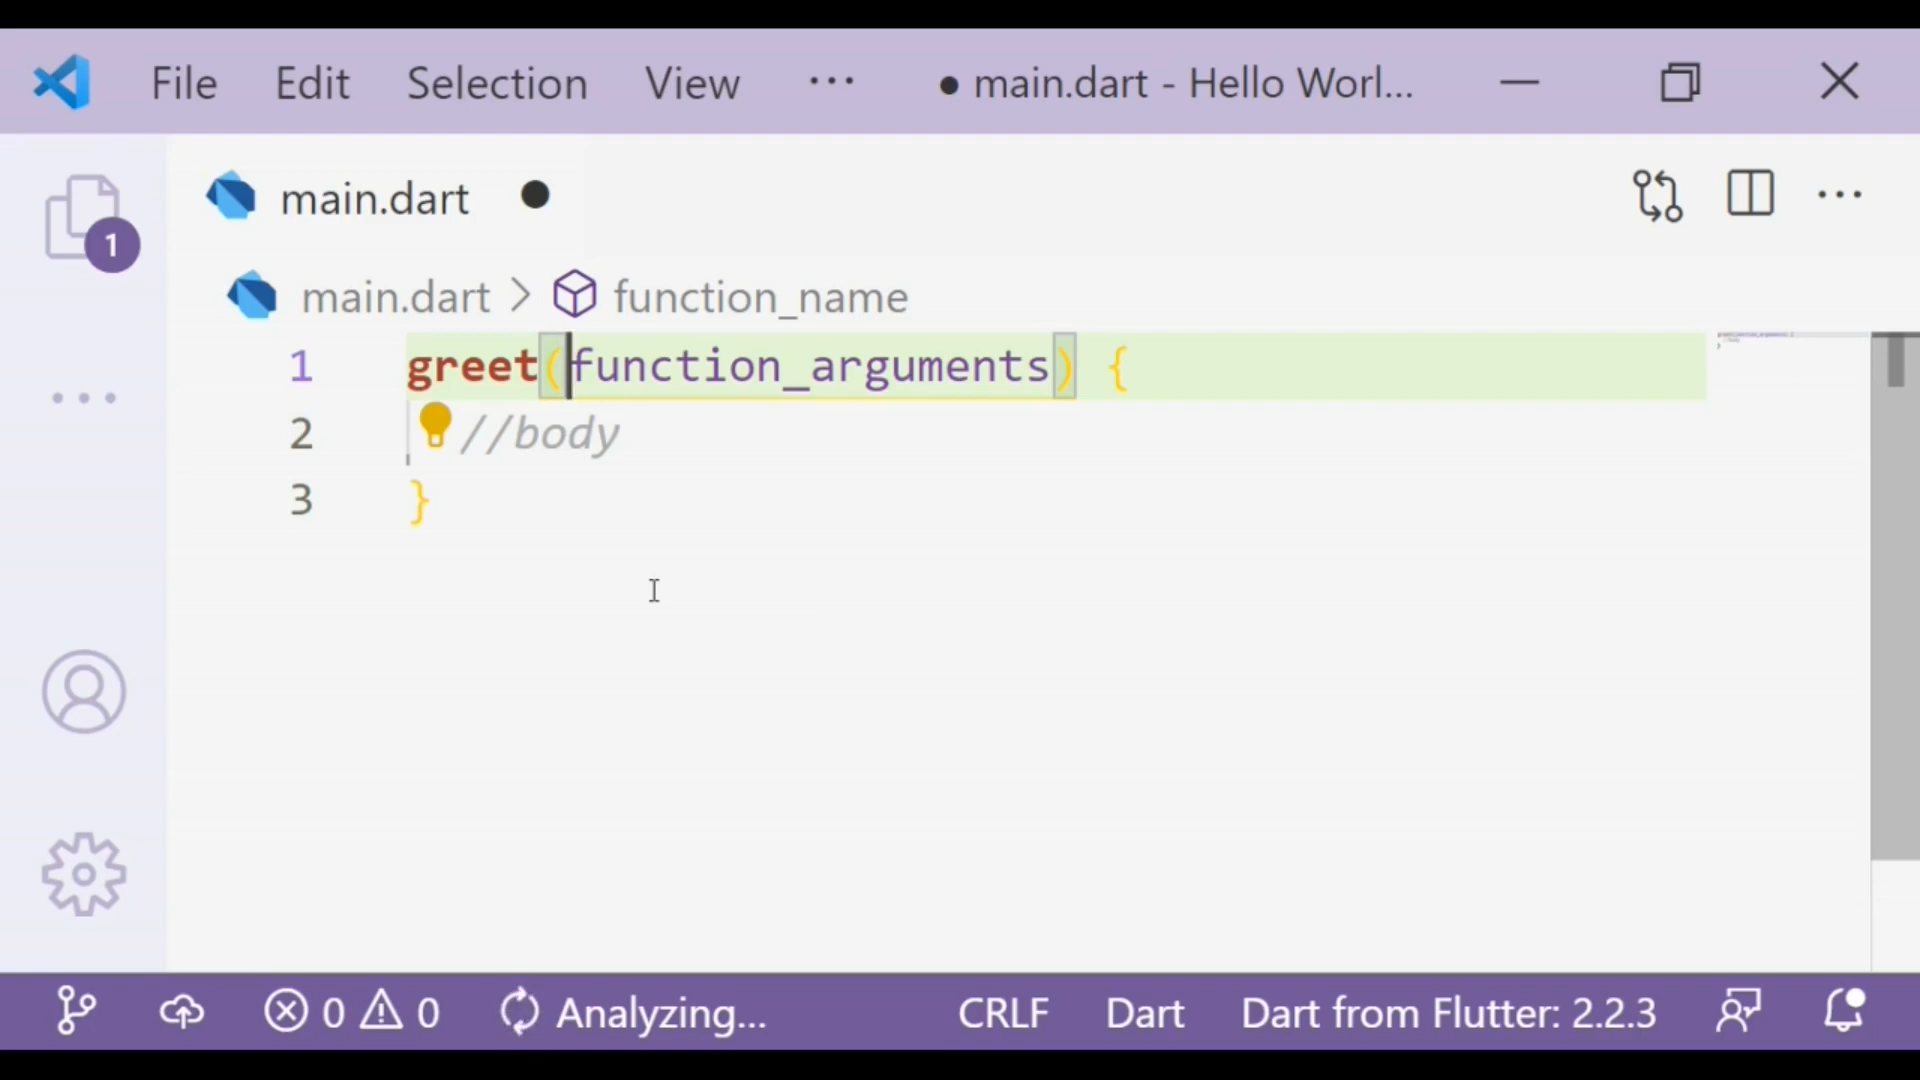 File Edit Selection View ··· ● main.dart - Hello Worl...
main.dart ●
1
main.dart > function_name
1 greet(function_arguments) {
2 //body
3 }
0 0 Analyzing... CRLF Dart Dart from Flutter: 2.2.3